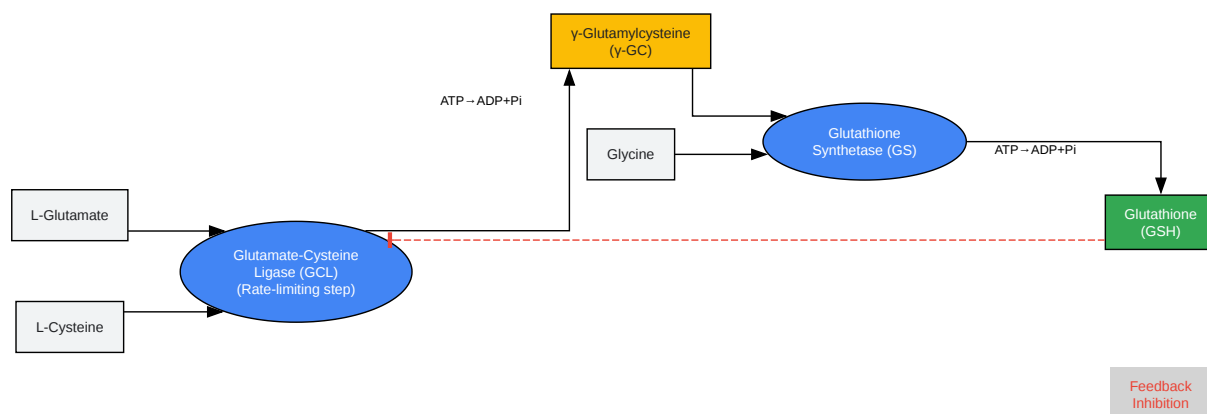 γ-Glutamylcysteine
(γ-GC)
ATP→ADP+Pi
Glutathione
Synthetase (GS)
Glycine
ATP→ADP+Pi
L-Glutamate
Glutathione
(GSH)
Glutamate-Cysteine
Ligase (GCL)
(Rate-limiting step)
L-Cysteine
Feedback
Inhibition